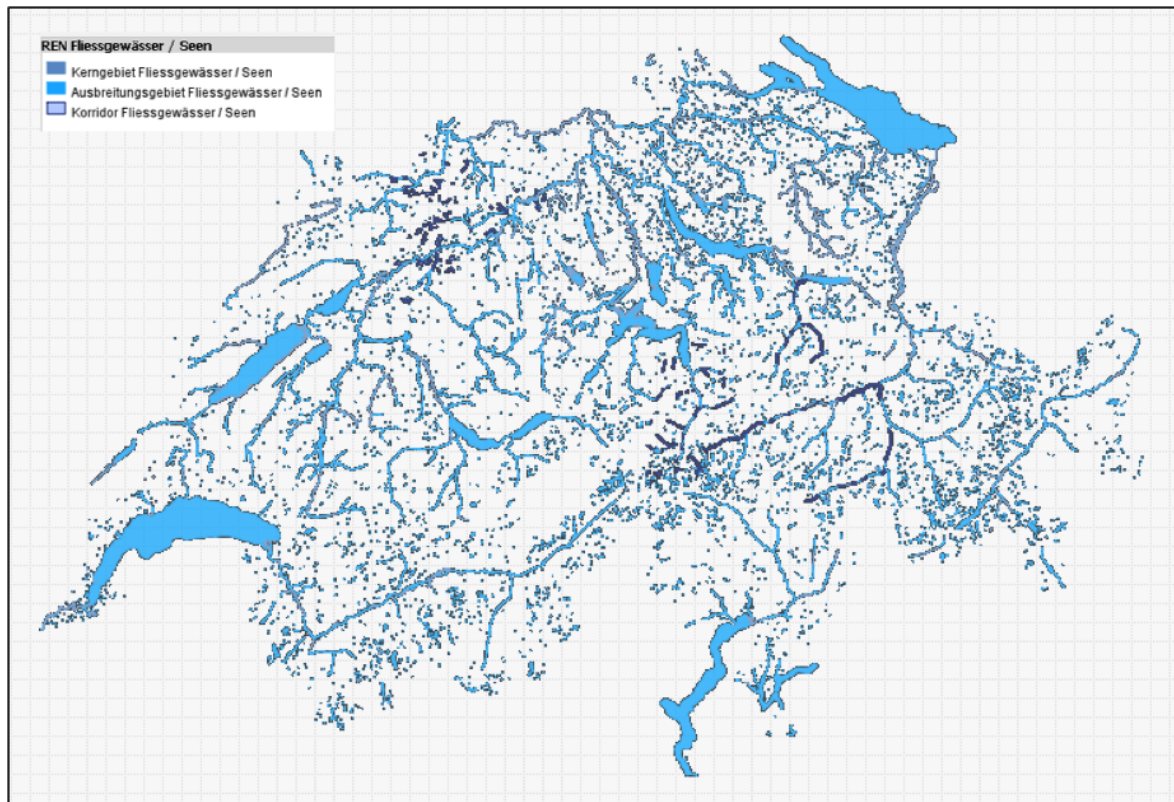 REN Fliessgewässer / Seen
Kerngebiet Fliessgewässer / Seen
Ausbreitungsgebiet Fliessgewässer / Seen
Korridor Fliessgewässer / Seen